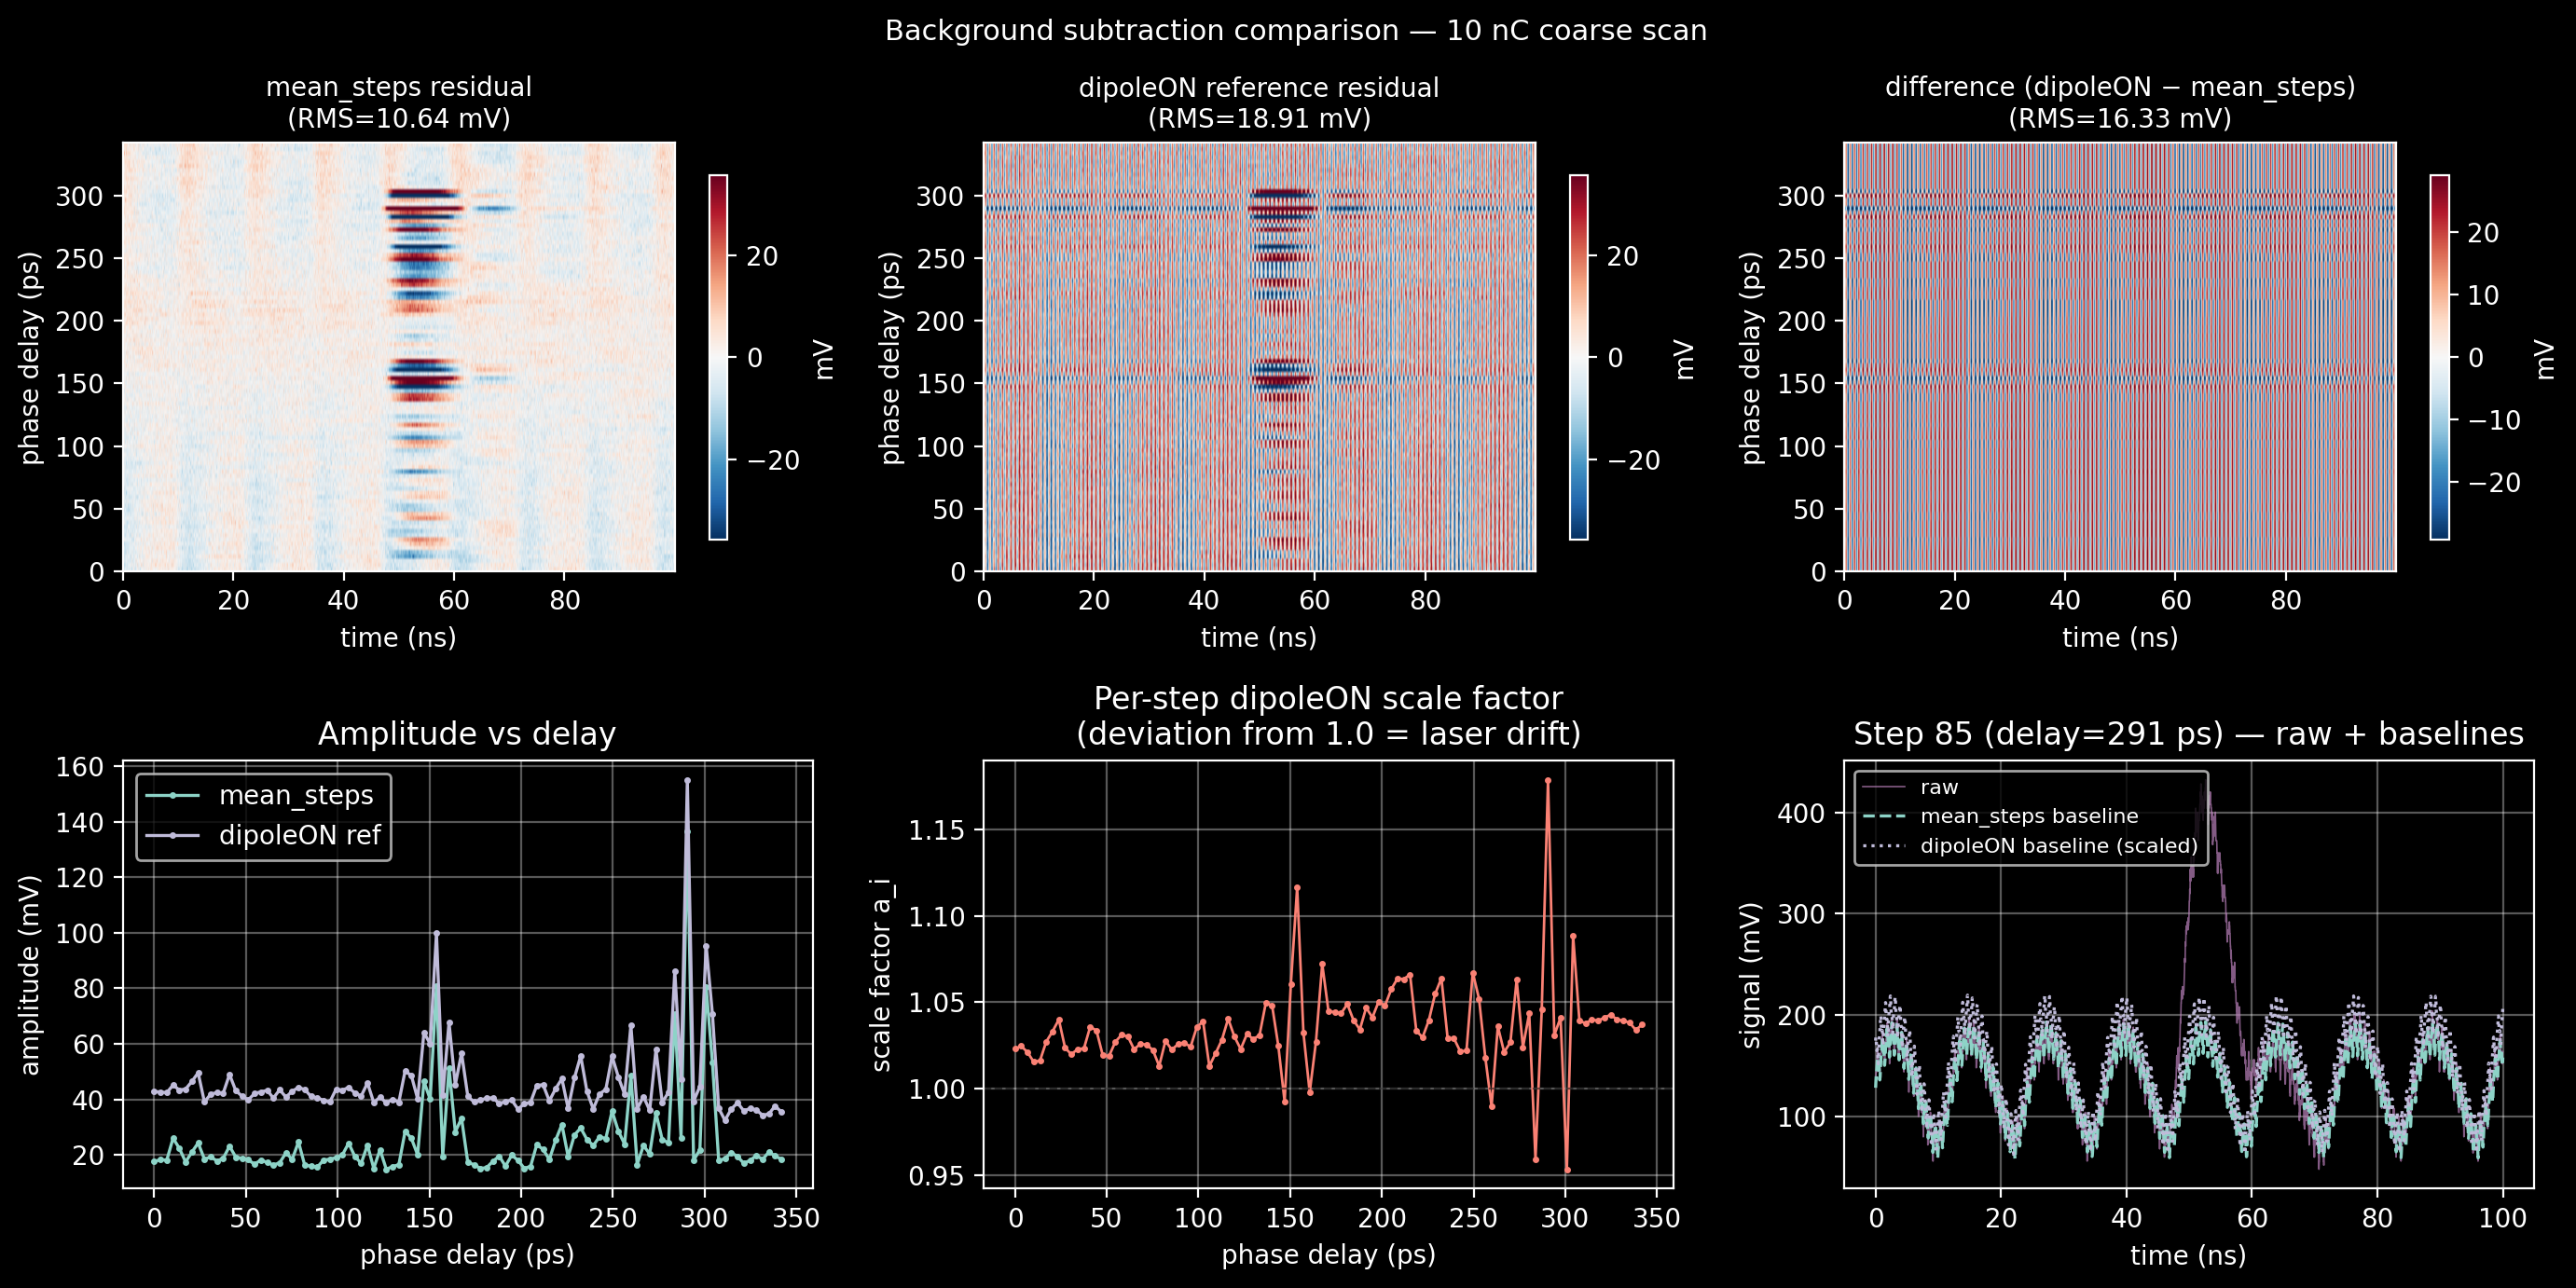 Background subtraction comparison — 10 nC coarse scan
mean_steps residual
(RMS=10.64 mV)
300
250
200
150
100
50
0
phase delay (ps)
0 20 40 60 80
time (ns)
20
0
−20
mV
dipoleON reference residual
(RMS=18.91 mV)
300
250
200
150
100
50
0
phase delay (ps)
0 20 40 60 80
time (ns)
20
0
−20
mV
difference (dipoleON − mean_steps)
(RMS=16.33 mV)
300
250
200
150
100
50
0
phase delay (ps)
0 20 40 60 80
time (ns)
20
10
0
−10
−20
mV
Amplitude vs delay
160
140
120
100
80
60
40
20
amplitude (mV)
mean_steps
dipoleON ref
0 50 100 150 200 250 300 350
phase delay (ps)
Per-step dipoleON scale factor
(deviation from 1.0 = laser drift)
1.15
1.10
1.05
1.00
0.95
scale factor a_i
0 50 100 150 200 250 300 350
phase delay (ps)
Step 85 (delay=291 ps) — raw + baselines
400
300
200
100
signal (mV)
raw
mean_steps baseline
dipoleON baseline (scaled)
0 20 40 60 80 100
time (ns)